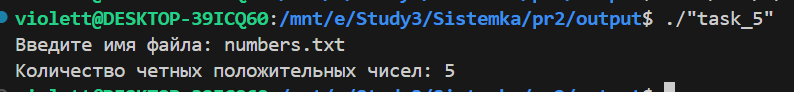 violett@DESKTOP-39ICQ60:/mnt/e/Study3/Sistemka/pr2/output$ ./"task_5"
Введите имя файла: numbers.txt
Количество четных положительных чисел: 5